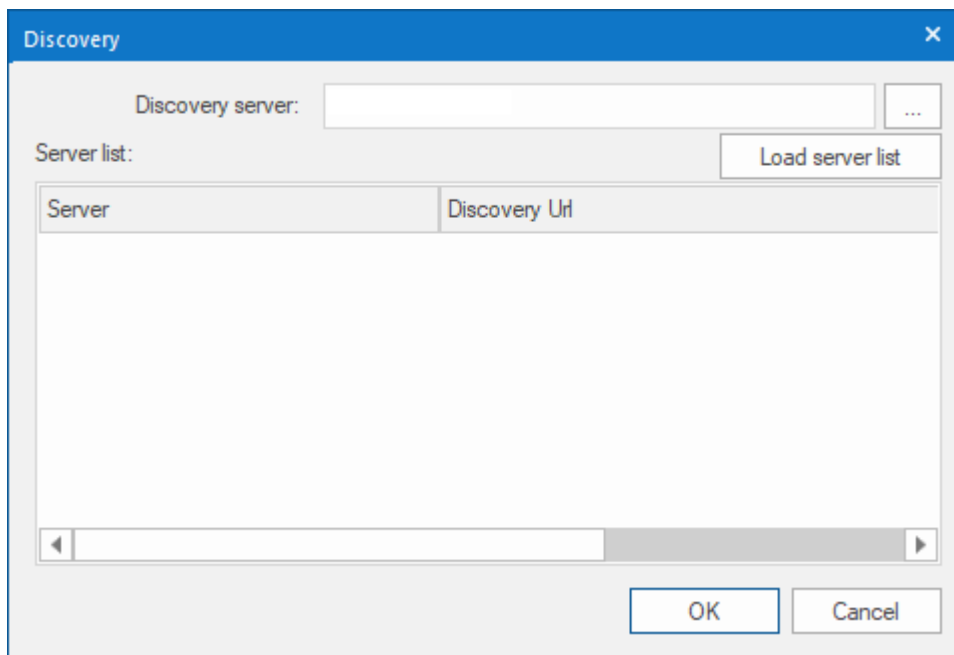 Discovery
Discovery server:
...
Server list:
Load server list
Server Discovery Url
OK Cancel